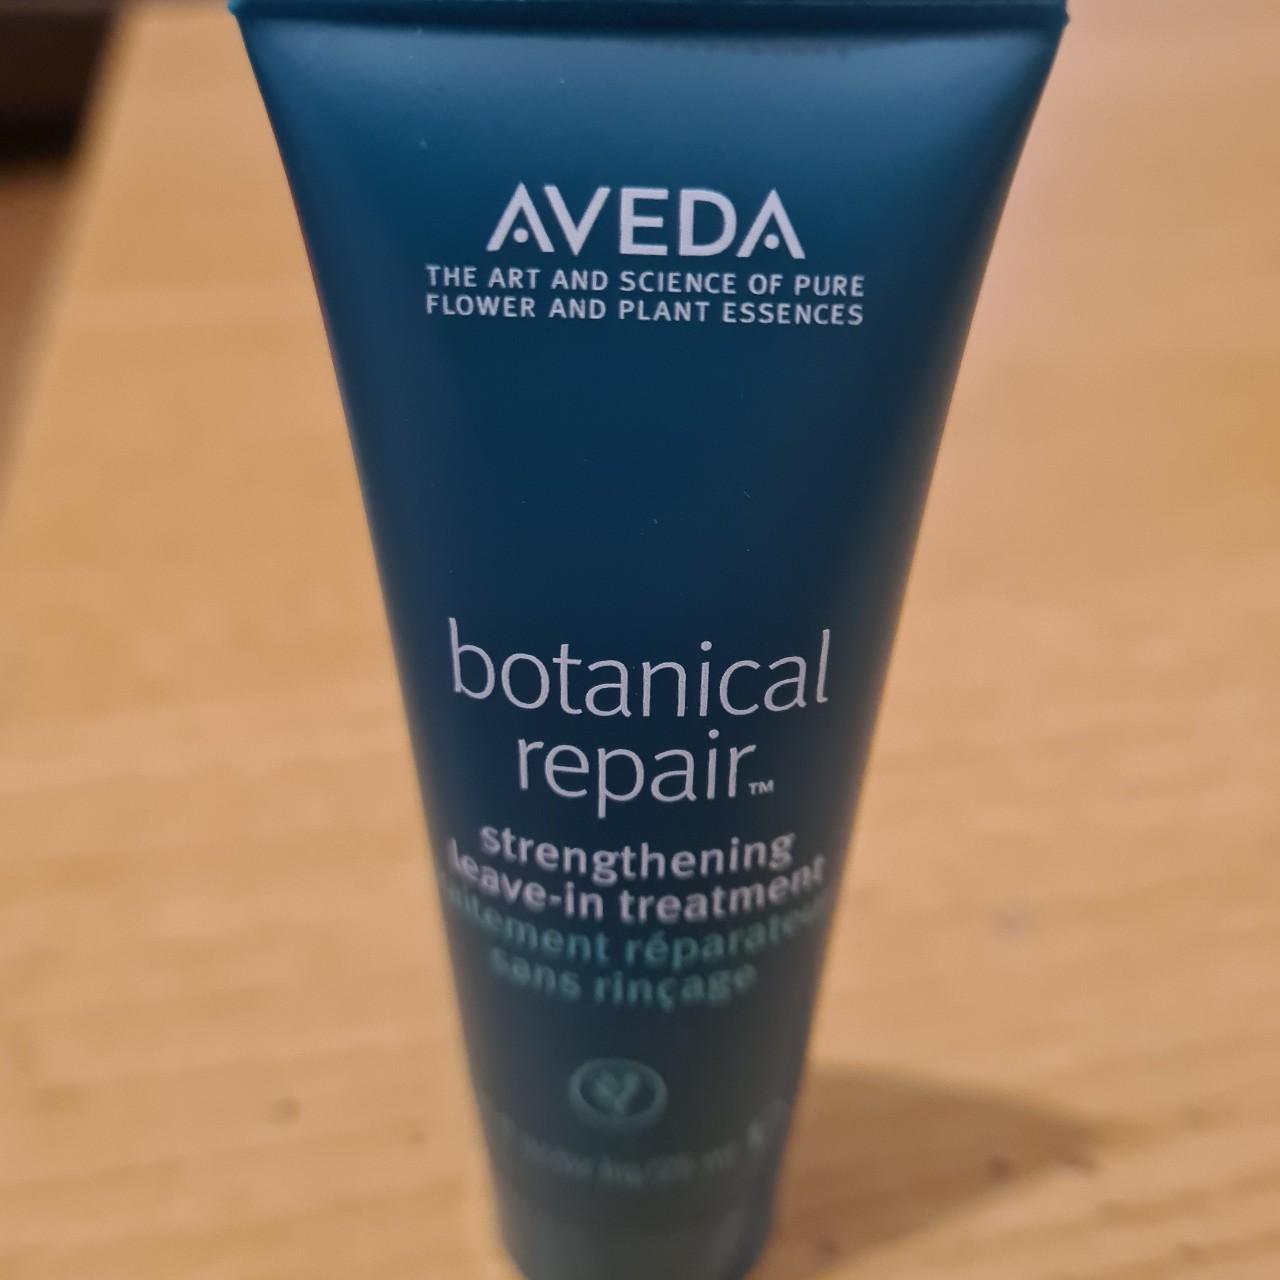 AVEDA
THE ART AND SCIENCE OF PURE
FLOWER AND PLANT ESSENCES
botanical
repair™
strengthening
leave-in treatment
réparateur
sans rinçage